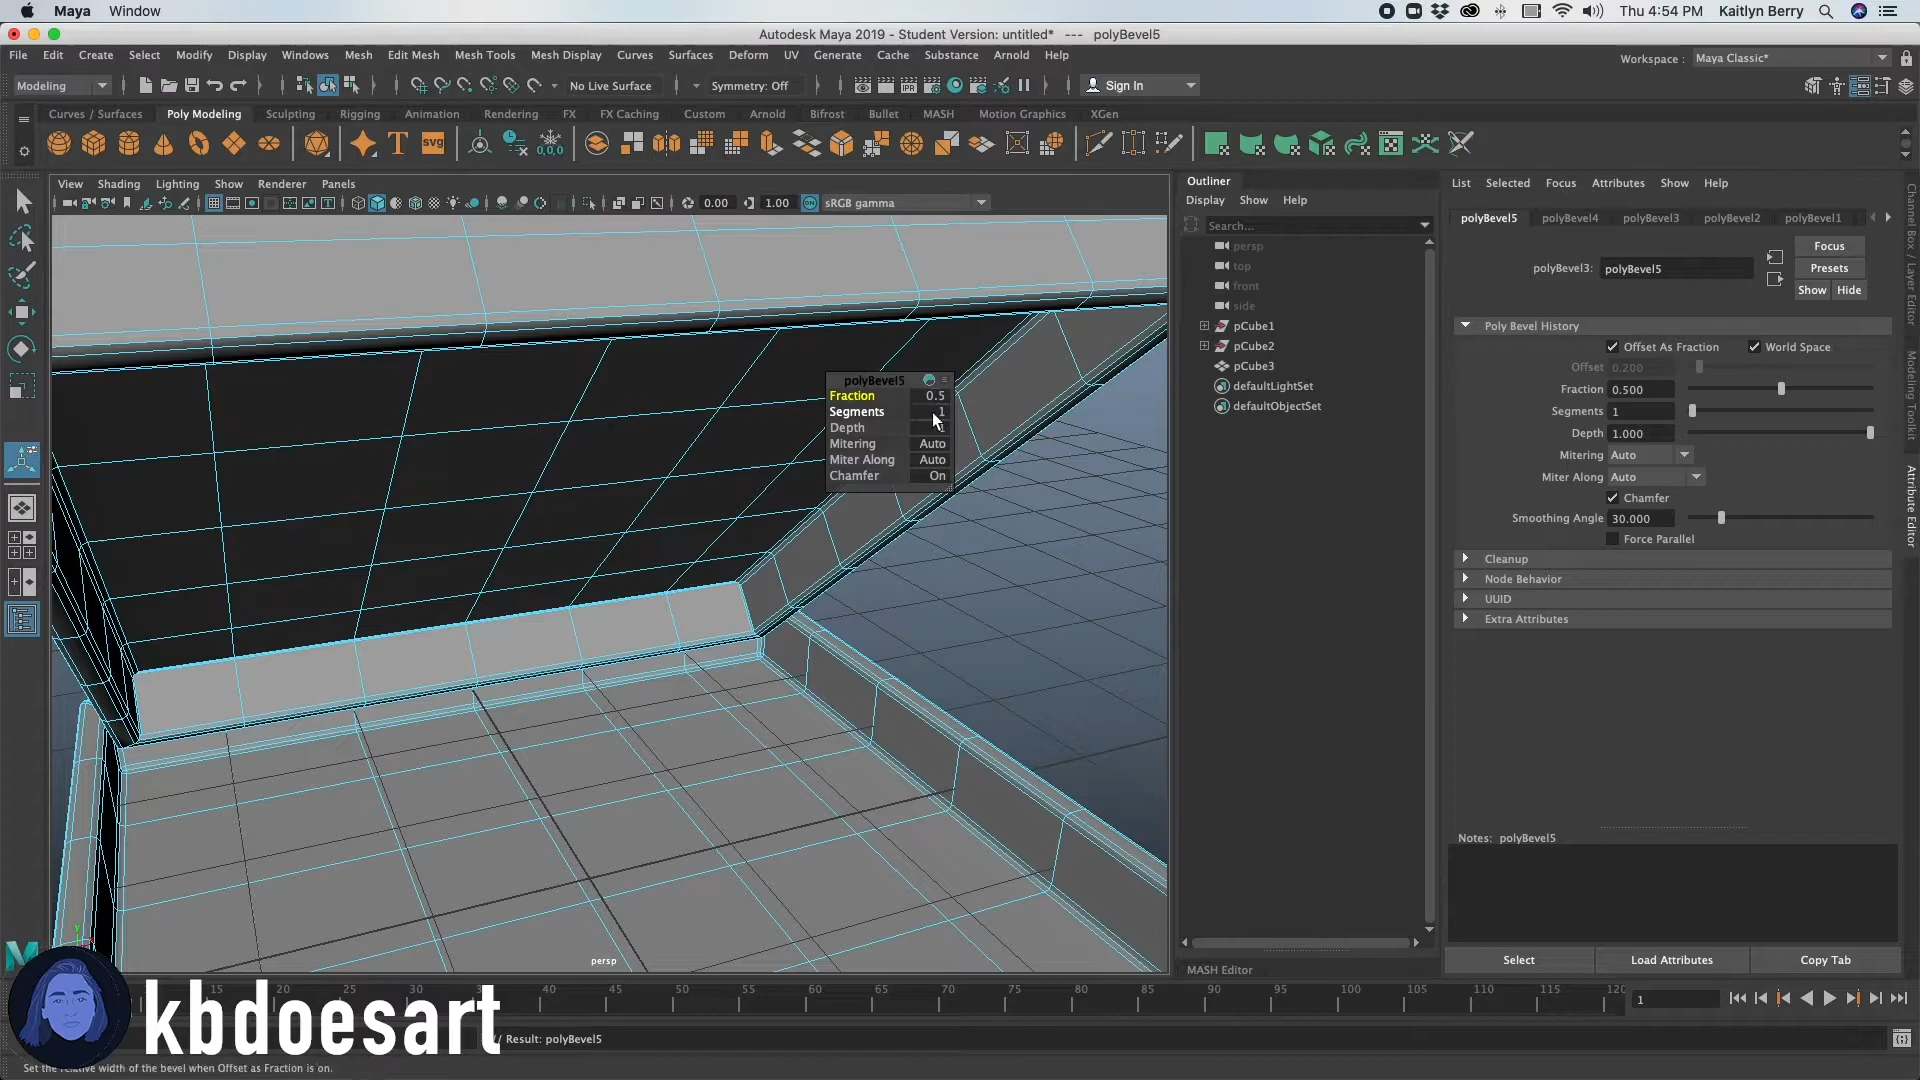 Maya Window Thu 4:54 PM Kaitlyn Berry
Autodesk Maya 2019 - Student Version: untitled* --- polyBevel5
File Edit Create Select Modify Display Windows Mesh Edit Mesh Mesh Tools Mesh Display Curves Surfaces Deform UV Generate Cache Substance Arnold Help
Workspace : Maya Classic*
Modeling No Live Surface Symmetry: Off Sign In
Curves / Surfaces Poly Modeling Sculpting Rigging Animation Rendering FX FX Caching Custom Arnold Bifrost Bullet MASH Motion Graphics XGen
View Shading Lighting Show Renderer Panels
0.00 1.00 sRGB gamma
polyBevel5
Fraction 0.5
Segments 1
Depth 1
Mitering Auto
Miter Along Auto
Chamfer On
persp
Outliner
Display Show Help
Search...
persp
top
front
side
pCube1
pCube2
pCube3
defaultLightSet
defaultObjectSet
MASH Editor
List Selected Focus Attributes Show Help
polyBevel5 polyBevel4 polyBevel3 polyBevel2 polyBevel1
Focus
Presets
polyBevel3: polyBevel5
Show Hide
Poly Bevel History
Offset As Fraction World Space
Offset 0.200
Fraction 0.500
Segments 1
Depth 1.000
Mitering Auto
Miter Along Auto
Chamfer
Smoothing Angle 30.000
Force Parallel
Cleanup
Node Behavior
UUID
Extra Attributes
Notes: polyBevel5
Select Load Attributes Copy Tab
Channel Box / Layer Editor
Modeling Toolkit
Attribute Editor
15 20 25 30 35 40 45 50 55 60 65 70 75 80 85 90 95 100 105 110 115 120
1
kbdoesart
// Result: polyBevel5
Set the relative width of the bevel when Offset as Fraction is on.